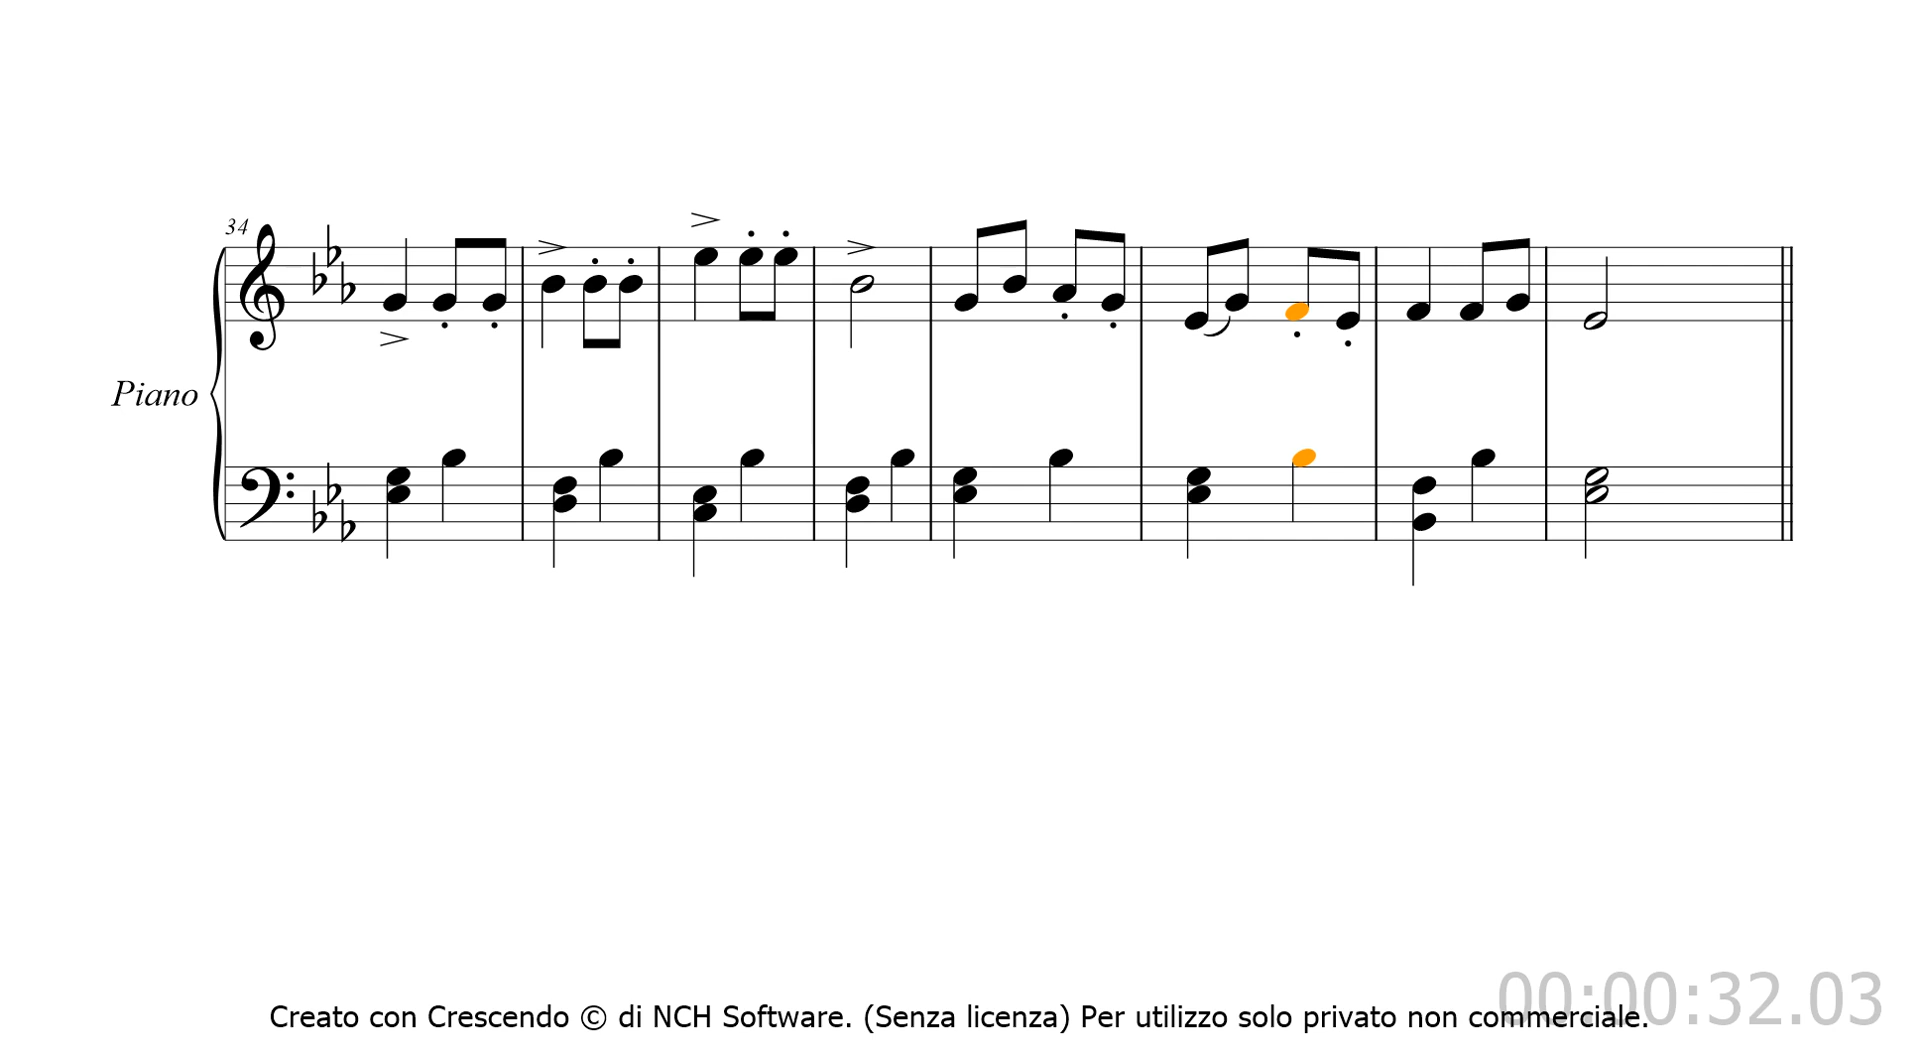 34
Piano
00:00:32.03
Creato con Crescendo © di NCH Software. (Senza licenza) Per utilizzo solo privato non commerciale.